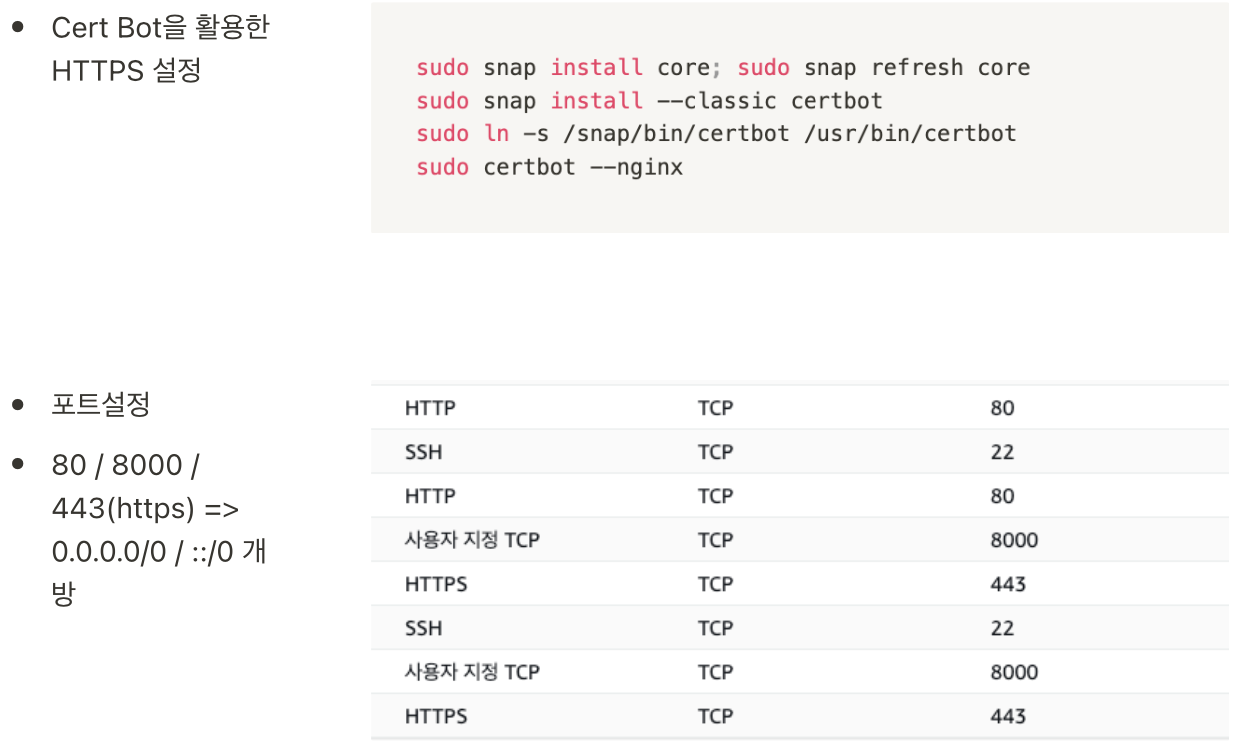 Cert Bot을 활용한
HTTPS 설정
sudo snap install core; sudo snap refresh core
sudo snap install --classic certbot
sudo ln -s /snap/bin/certbot /usr/bin/certbot
sudo certbot --nginx
포트설정
80 / 8000 /
443(https) =>
0.0.0.0/0 / ::/0 개
방
HTTP TCP 80
SSH TCP 22
HTTP TCP 80
사용자 지정 TCP TCP 8000
HTTPS TCP 443
SSH TCP 22
사용자 지정 TCP TCP 8000
HTTPS TCP 443